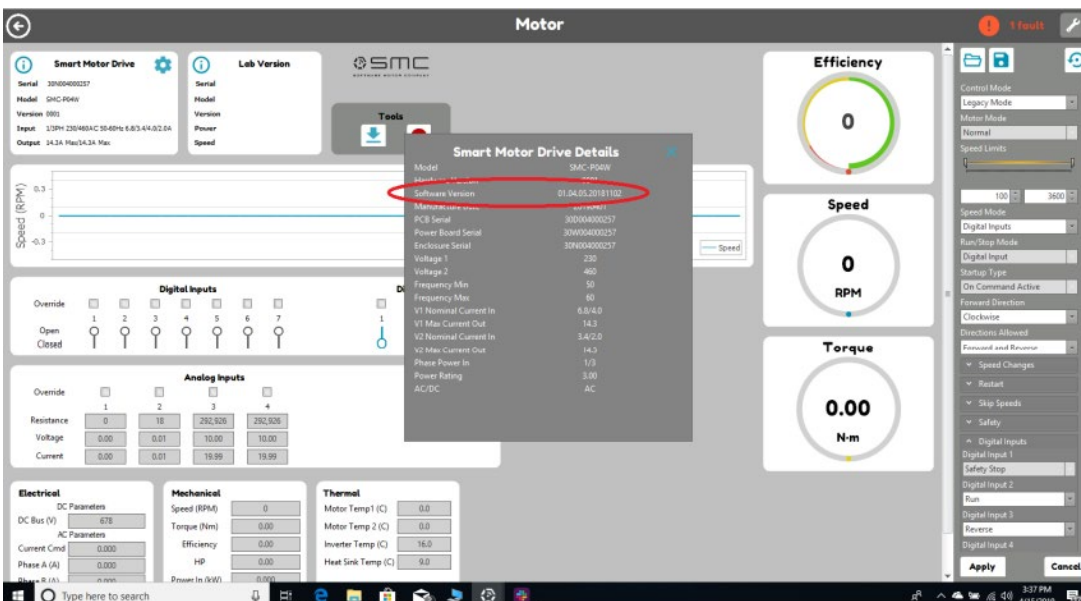 Motor
1 fault
Smart Motor Drive
Serial 30N004000257
Model SMC-P04W
Version 0001
Input 1/3PH 230/460AC 50-60Hz 6.8/3.4/4.0/2.0A
Output 14.3A Max/14.3A Max
Lab Version
Serial
Model
Version
Power
Speed
SMC
SOFTWARE MOTOR COMPANY
Tools
Smart Motor Drive Details
Model SMC-P04W
Software Version 01.04.05.20181102
PCB Serial 30D004000257
Power Board Serial 30W004000257
Enclosure Serial 30N004000257
Voltage 1 230
Voltage 2 460
Frequency Min 50
Frequency Max 60
V1 Nominal Current In 6.8/4.0
V1 Max Current Out 14.3
V2 Nominal Current In 3.4/2.0
V2 Max Current Out 14.3
Phase Power In 1/3
Power Rating 3.00
AC/DC AC
Speed (RPM)
0.3
0
-0.3
Speed
Digital Inputs
Override
1 2 3 4 5 6 7
Open
Closed
1
Analog Inputs
Override
1 2 3 4
Resistance 0 18 292,926 292,926
Voltage 0.00 0.01 10.00 10.00
Current 0.00 0.01 19.99 19.99
Electrical
DC Parameters
DC Bus (V) 678
AC Parameters
Current Cmd 0.000
Phase A (A) 0.000
Phase B (A) 0.000
Mechanical
Speed (RPM) 0
Torque (Nm) 0.00
Efficiency 0.00
HP 0.00
Power In (kW) 0.000
Thermal
Motor Temp1 (C) 0.0
Motor Temp 2 (C) 0.0
Inverter Temp (C) 16.0
Heat Sink Temp (C) 9.0
Efficiency
0
Speed
0
RPM
Torque
0.00
N·m
Control Mode
Legacy Mode
Motor Mode
Normal
Speed Limits
100 3600
Speed Mode
Digital Inputs
Run/Stop Mode
Digital Input
Startup Type
On Command Active
Forward Direction
Clockwise
Directions Allowed
Forward and Reverse
Speed Changes
Restart
Skip Speeds
Safety
Digital Inputs
Digital Input 1
Safety Stop
Digital Input 2
Run
Digital Input 3
Reverse
Digital Input 4
Apply Cancel
Type here to search
3:37 PM
4/15/2019